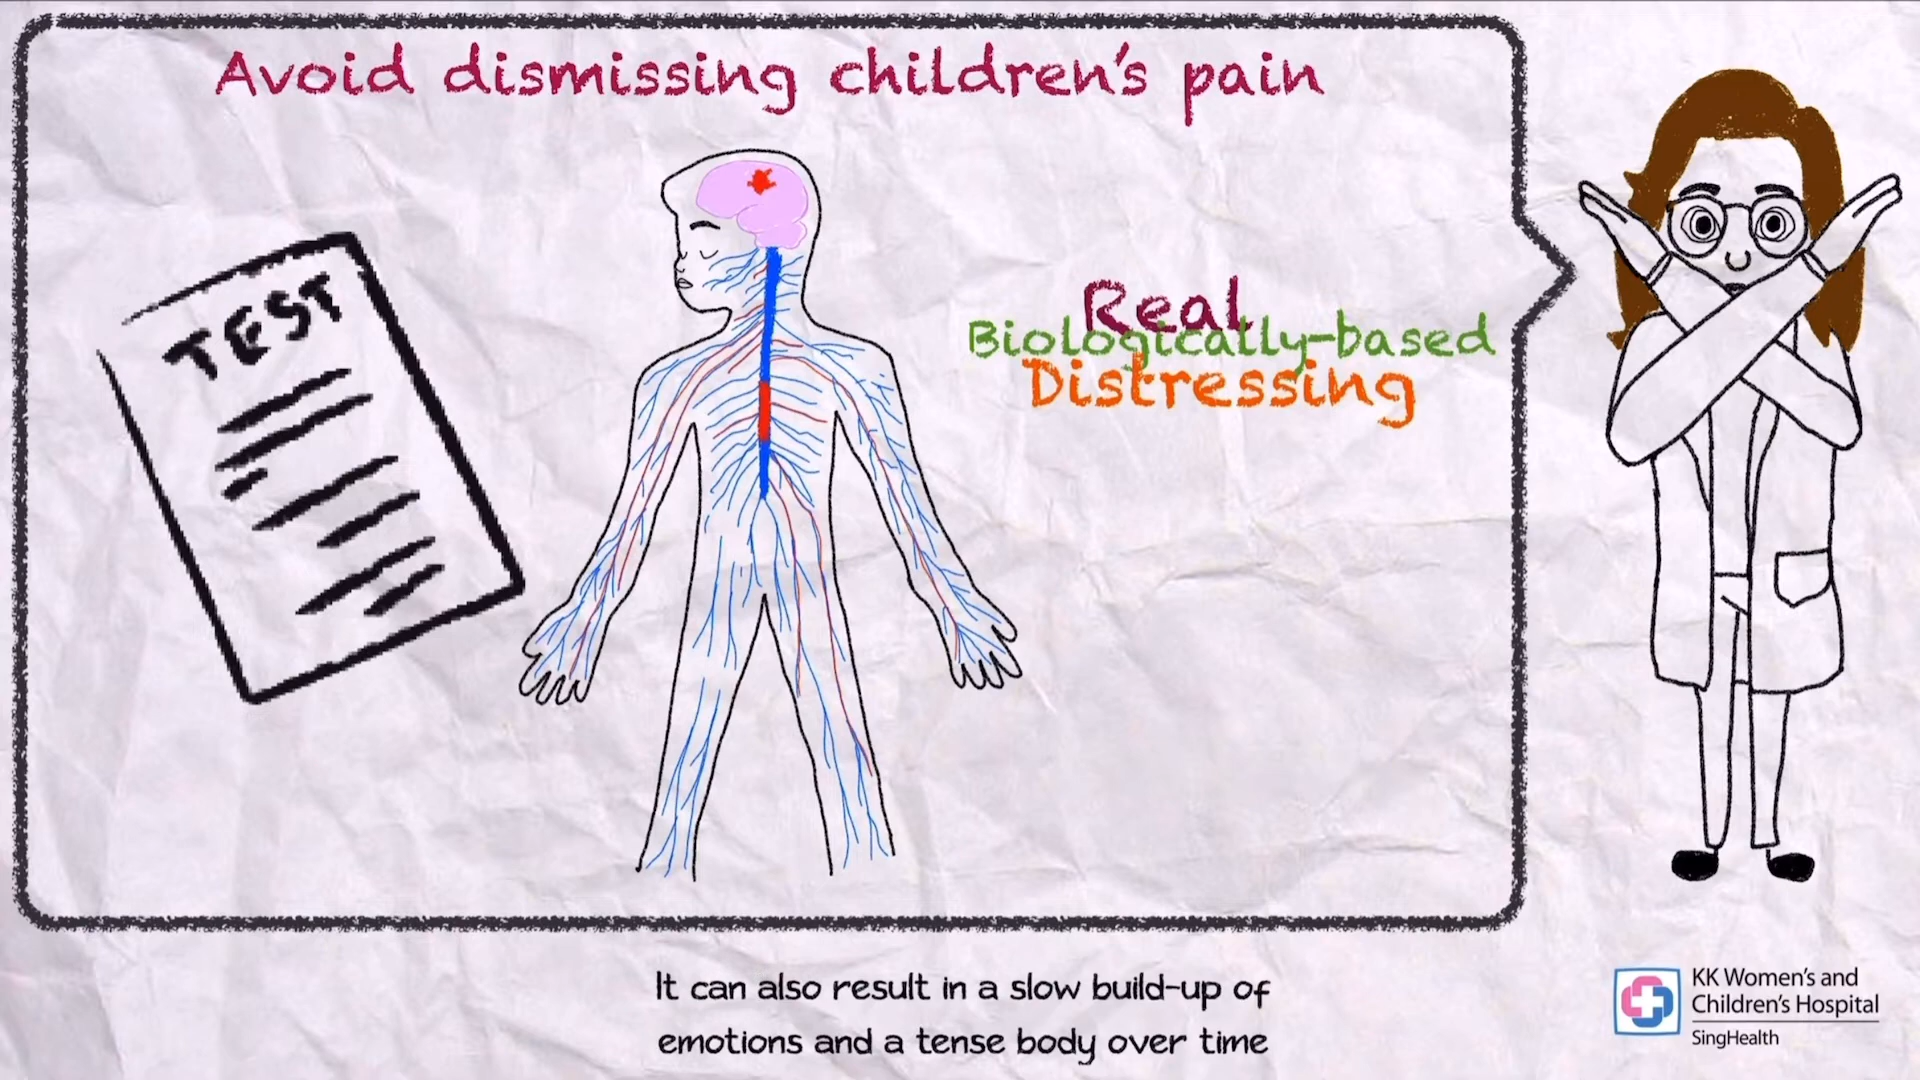 Avoid dismissing children's pain
TEST
Real
Biologically-based
Distressing
It can also result in a slow build-up of
emotions and a tense body over time
KK Women's and
Children's Hospital
SingHealth